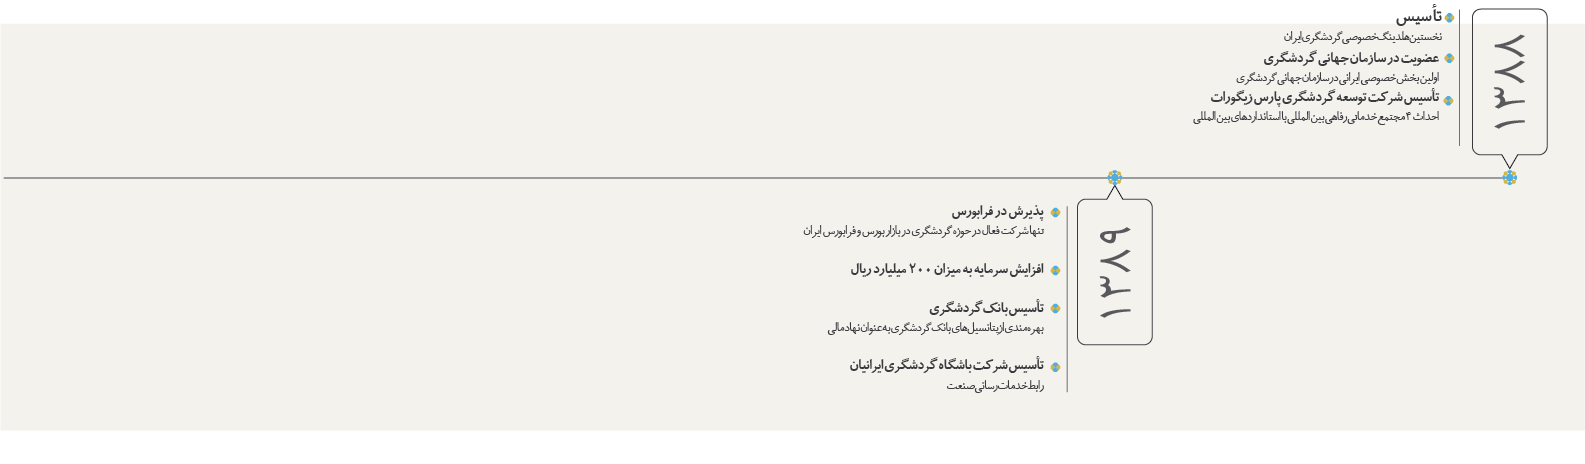 ۱۳۸۸
تأسیس
نخستین هلدینگ خصوصی گردشگری ایران
عضویت در سازمان جهانی گردشگری
اولین بخش خصوصی ایرانی در سازمان جهانی گردشگری
تأسیس شرکت توسعه گردشگری پارس زیگورات
احداث ۴ مجتمع خدماتی رفاهی بین‌المللی با استانداردهای بین‌المللی
۱۳۸۹
پذیرش در فرابورس
تنها شرکت فعال در حوزه گردشگری در بازار بورس و فرابورس ایران
افزایش سرمایه به میزان ۲۰۰ میلیارد ریال
تأسیس بانک گردشگری
بهره‌مندی از پتانسیل‌های بانک گردشگری به عنوان نهاد مالی
تأسیس شرکت باشگاه گردشگری ایرانیان
رابط خدمات رسانی صنعت